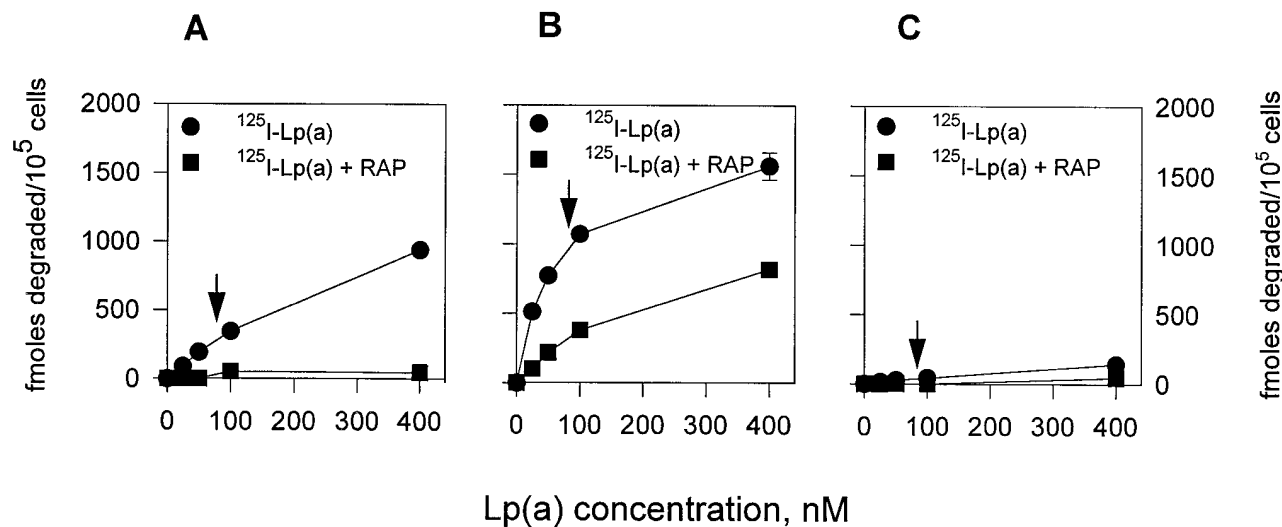 A
B
C
fmoles degraded/10⁵ cells
2000
1500
1000
500
0
¹²⁵I-Lp(a)
¹²⁵I-Lp(a) + RAP
0 100 200 300 400
¹²⁵I-Lp(a)
¹²⁵I-Lp(a) + RAP
0 100 200 300 400
¹²⁵I-Lp(a)
¹²⁵I-Lp(a) + RAP
0 100 200 300 400
2000
1500
1000
500
0
fmoles degraded/10⁵ cells
Lp(a) concentration, nM